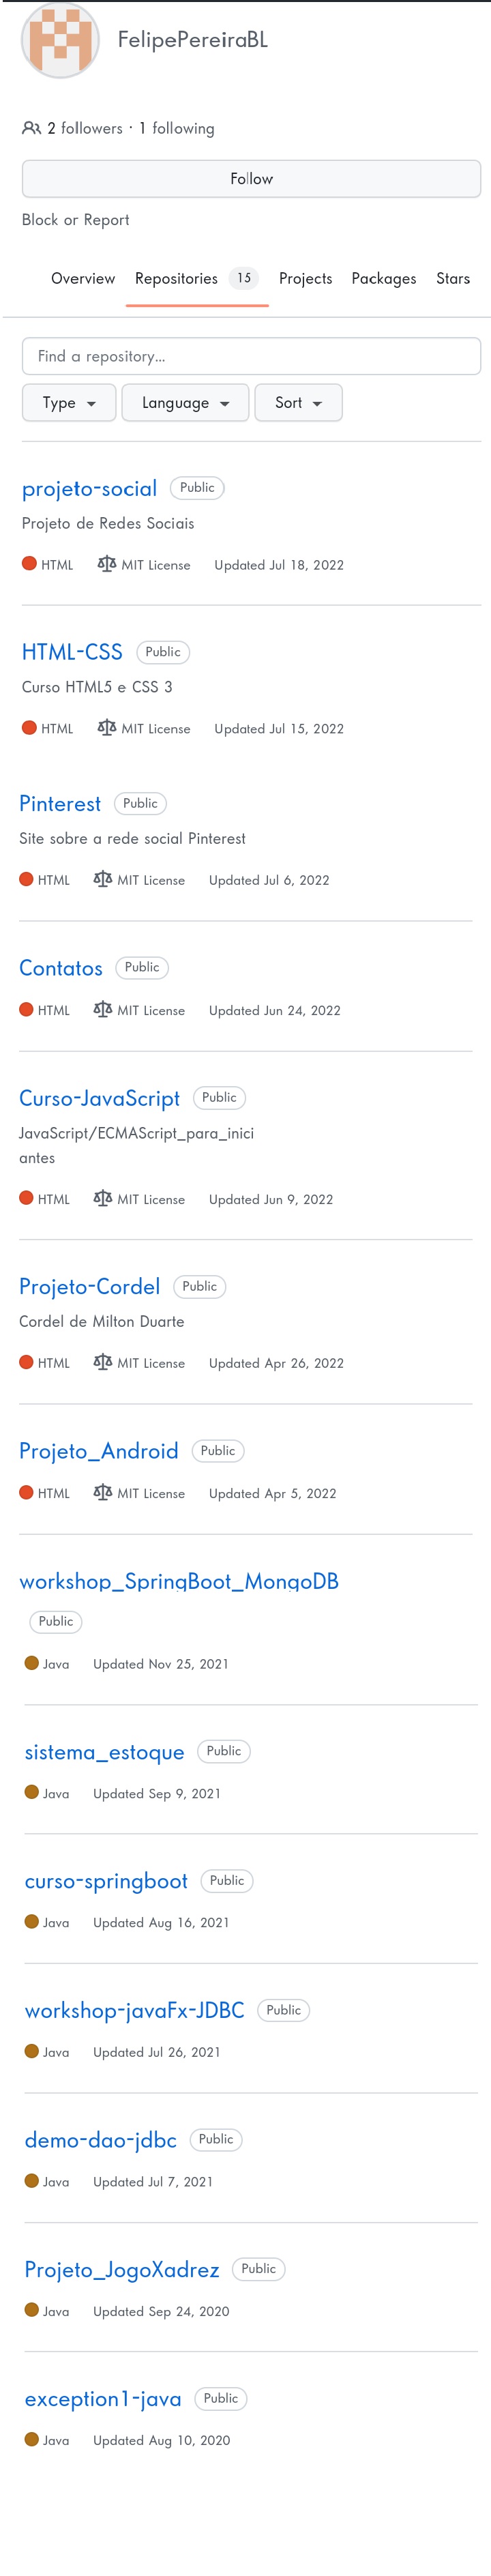 FelipePereiraBL
2 followers · 1 following
Follow
Block or Report
Overview Repositories 15 Projects Packages Stars
Find a repository...
Type Language Sort
projeto-social Public
Projeto de Redes Sociais
HTML MIT License Updated Jul 18, 2022
HTML-CSS Public
Curso HTML5 e CSS 3
HTML MIT License Updated Jul 15, 2022
Pinterest Public
Site sobre a rede social Pinterest
HTML MIT License Updated Jul 6, 2022
Contatos Public
HTML MIT License Updated Jun 24, 2022
Curso-JavaScript Public
JavaScript/ECMAScript_para_inici
antes
HTML MIT License Updated Jun 9, 2022
Projeto-Cordel Public
Cordel de Milton Duarte
HTML MIT License Updated Apr 26, 2022
Projeto_Android Public
HTML MIT License Updated Apr 5, 2022
workshop_SpringBoot_MongoDB
Public
Java Updated Nov 25, 2021
sistema_estoque Public
Java Updated Sep 9, 2021
curso-springboot Public
Java Updated Aug 16, 2021
workshop-javaFx-JDBC Public
Java Updated Jul 26, 2021
demo-dao-jdbc Public
Java Updated Jul 7, 2021
Projeto_JogoXadrez Public
Java Updated Sep 24, 2020
exception1-java Public
Java Updated Aug 10, 2020